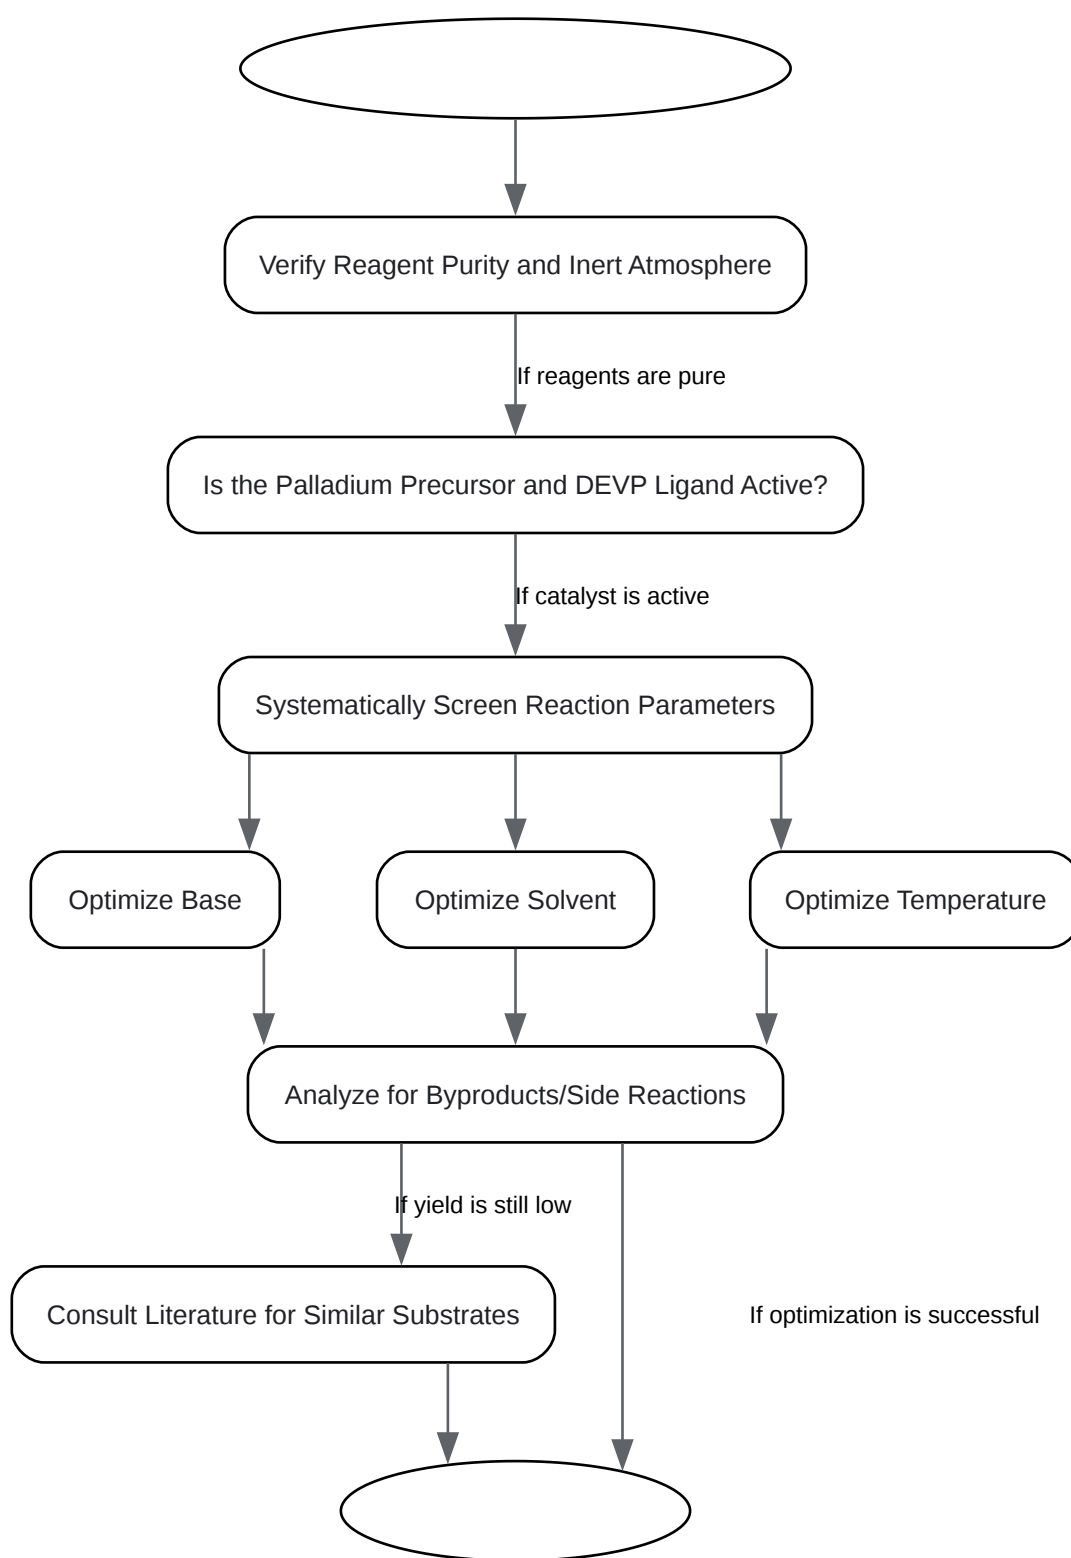 Verify Reagent Purity and Inert Atmosphere
If reagents are pure
Is the Palladium Precursor and DEVP Ligand Active?
If catalyst is active
Systematically Screen Reaction Parameters
Optimize Base
Optimize Solvent
Optimize Temperature
Analyze for Byproducts/Side Reactions
If yield is still low
Consult Literature for Similar Substrates
If optimization is successful